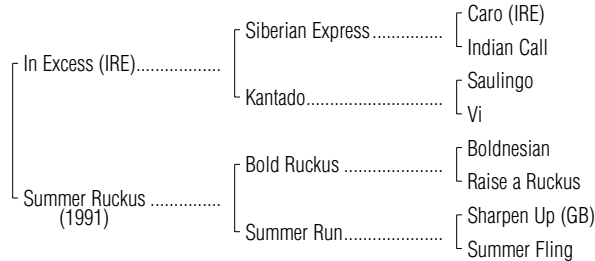 Caro (IRE)
Siberian Express...............
Indian Call
In Excess (IRE)..................
Saulingo
Kantado.............................
Vi
Boldnesian
Bold Ruckus .....................
Raise a Ruckus
Summer Ruckus ...............
(1991)
Sharpen Up (GB)
Summer Run.....................
Summer Fling